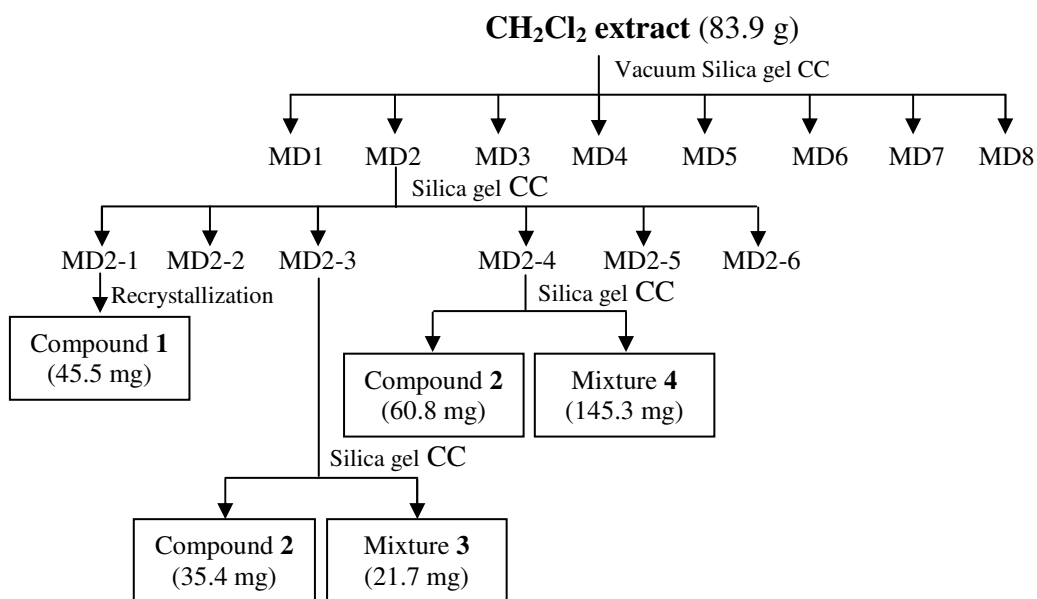 CH₂Cl₂ extract (83.9 g)
Vacuum Silica gel CC
MD1 MD2 MD3 MD4 MD5 MD6 MD7 MD8
Silica gel CC
MD2-1 MD2-2 MD2-3 MD2-4 MD2-5 MD2-6
Recrystallization
Silica gel CC
Compound 1
(45.5 mg)
Compound 2
(60.8 mg)
Mixture 4
(145.3 mg)
Silica gel CC
Compound 2
(35.4 mg)
Mixture 3
(21.7 mg)